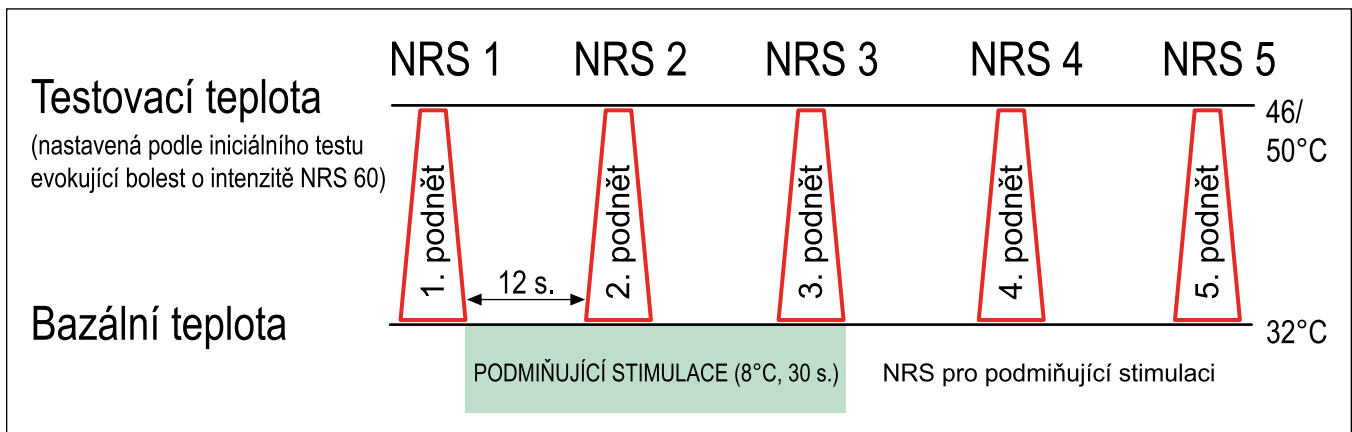 NRS 1 NRS 2 NRS 3 NRS 4 NRS 5
Testovací teplota
(nastavená podle iniciálního testu
evokující bolest o intenzitě NRS 60)
46/
50°C
1. podnět
2. podnět
3. podnět
4. podnět
5. podnět
12 s.
Bazální teplota
32°C
PODMIŇUJÍCÍ STIMULACE (8°C, 30 s.)
NRS pro podmiňující stimulaci